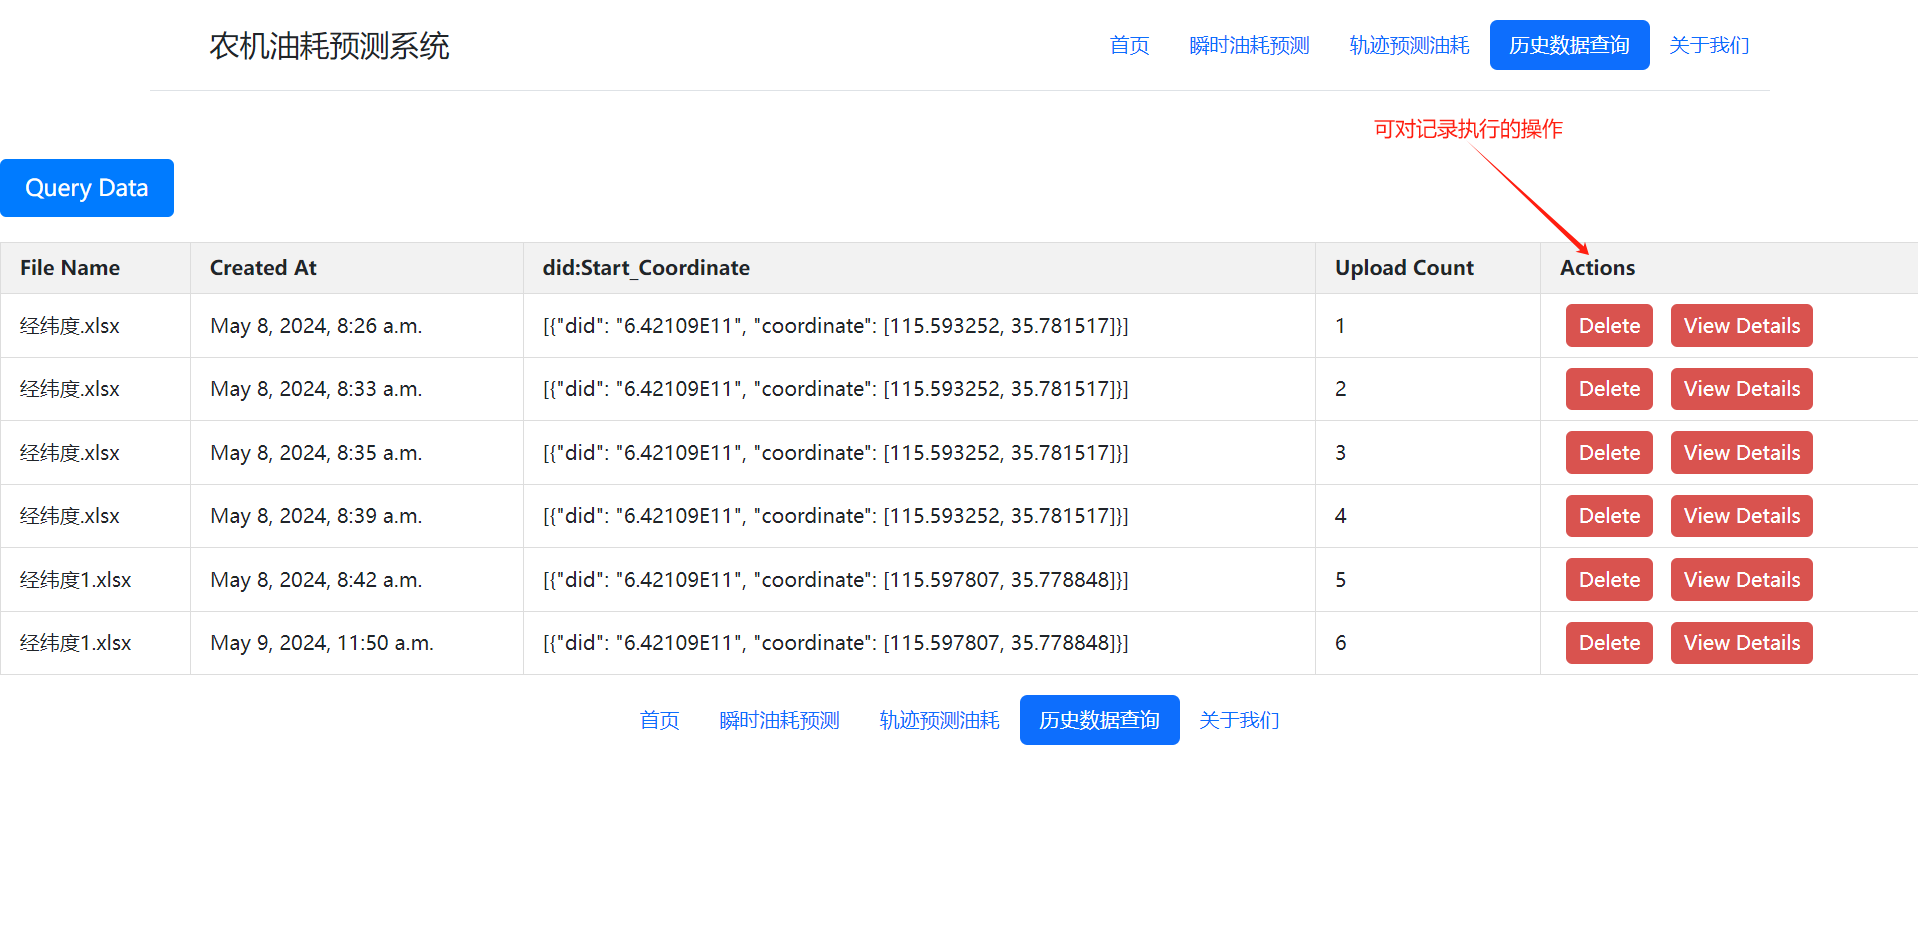 农机油耗预测系统 首页 瞬时油耗预测 轨迹预测油耗 历史数据查询 关于我们
可对记录执行的操作
Query Data
File Name Created At did:Start_Coordinate Upload Count Actions
经纬度.xlsx May 8, 2024, 8:26 a.m. [{"did": "6.42109E11", "coordinate": [115.593252, 35.781517]}] 1 Delete View Details
经纬度.xlsx May 8, 2024, 8:33 a.m. [{"did": "6.42109E11", "coordinate": [115.593252, 35.781517]}] 2 Delete View Details
经纬度.xlsx May 8, 2024, 8:35 a.m. [{"did": "6.42109E11", "coordinate": [115.593252, 35.781517]}] 3 Delete View Details
经纬度.xlsx May 8, 2024, 8:39 a.m. [{"did": "6.42109E11", "coordinate": [115.593252, 35.781517]}] 4 Delete View Details
经纬度1.xlsx May 8, 2024, 8:42 a.m. [{"did": "6.42109E11", "coordinate": [115.597807, 35.778848]}] 5 Delete View Details
经纬度1.xlsx May 9, 2024, 11:50 a.m. [{"did": "6.42109E11", "coordinate": [115.597807, 35.778848]}] 6 Delete View Details
首页 瞬时油耗预测 轨迹预测油耗 历史数据查询 关于我们